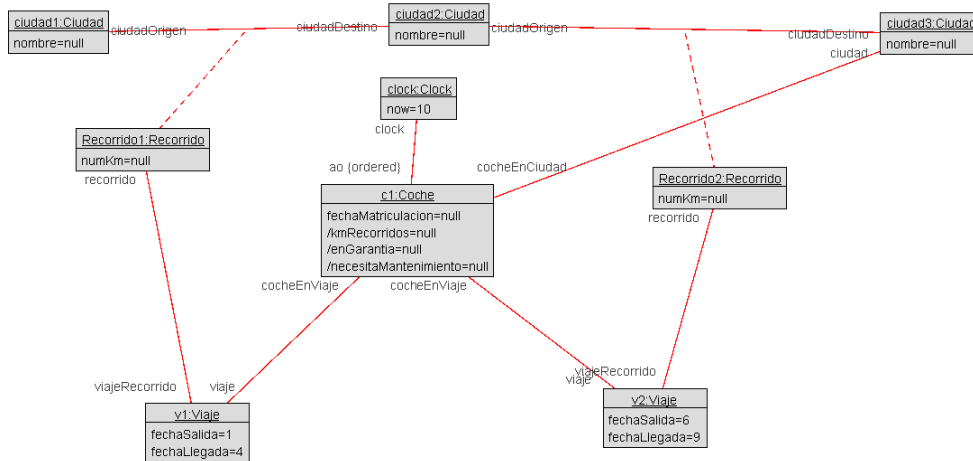 ciudad1:Ciudad
nombre=null
ciudadOrigen
ciudadDestino
ciudad2:Ciudad
nombre=null
ciudadOrigen
ciudadDestino
ciudad3:Ciudad
nombre=null
ciudad
clock:Clock
now=10
clock
Recorrido1:Recorrido
numKm=null
recorrido
ao {ordered}
cocheEnCiudad
Recorrido2:Recorrido
numKm=null
recorrido
c1:Coche
fechaMatriculacion=null
/kmRecorridos=null
/enGarantia=null
/necesitaMantenimiento=null
cocheEnViaje
cocheEnViaje
viajeRecorrido
viaje
viajeRecorrido
viaje
v1:Viaje
fechaSalida=1
fechaLlegada=4
v2:Viaje
fechaSalida=6
fechaLlegada=9